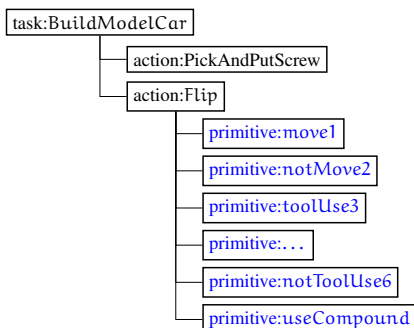 task:BuildModelCar
action:PickAndPutScrew
action:Flip
primitive:move1
primitive:notMove2
primitive:toolUse3
primitive:...
primitive:notToolUse6
primitive:useCompound